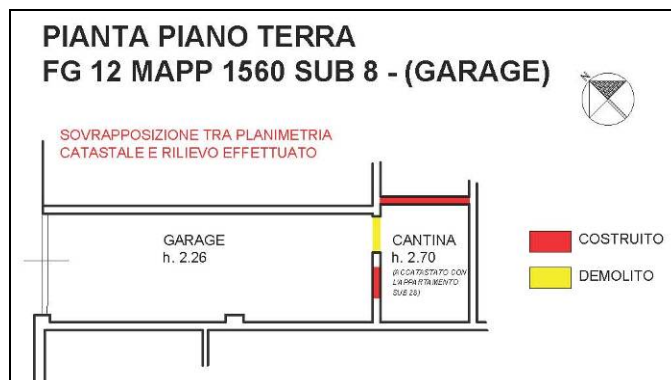 PIANTA PIANO TERRA
FG 12 MAPP 1560 SUB 8 - (GARAGE)
N
SOVRAPPOSIZIONE TRA PLANIMETRIA
CATASTALE E RILIEVO EFFETTUATO
GARAGE
h. 2.26
CANTINA
h. 2.70
(ACCATASTATO CON
L'APPARTAMENTO
SUB 28)
COSTRUITO
DEMOLITO